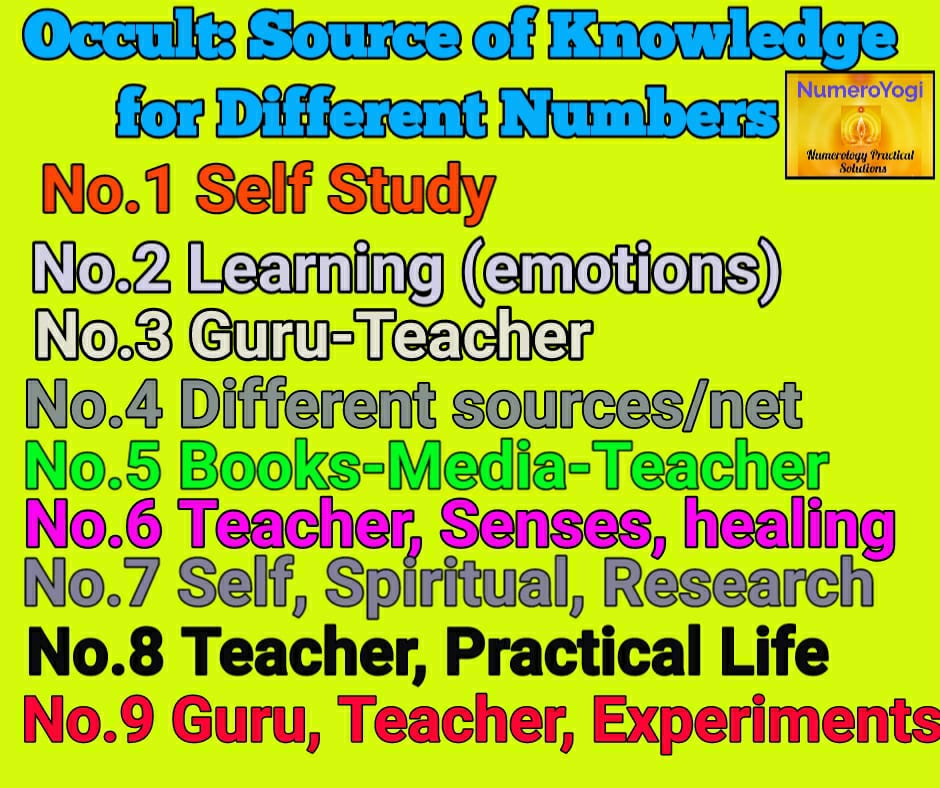 Occult: Source of Knowledge
for Different Numbers
NumeroYogi
Numerology Practical
Solutions
No.1 Self Study
No.2 Learning (emotions)
No.3 Guru-Teacher
No.4 Different sources/net
No.5 Books-Media-Teacher
No.6 Teacher, Senses, healing
No.7 Self, Spiritual, Research
No.8 Teacher, Practical Life
No.9 Guru, Teacher, Experiments